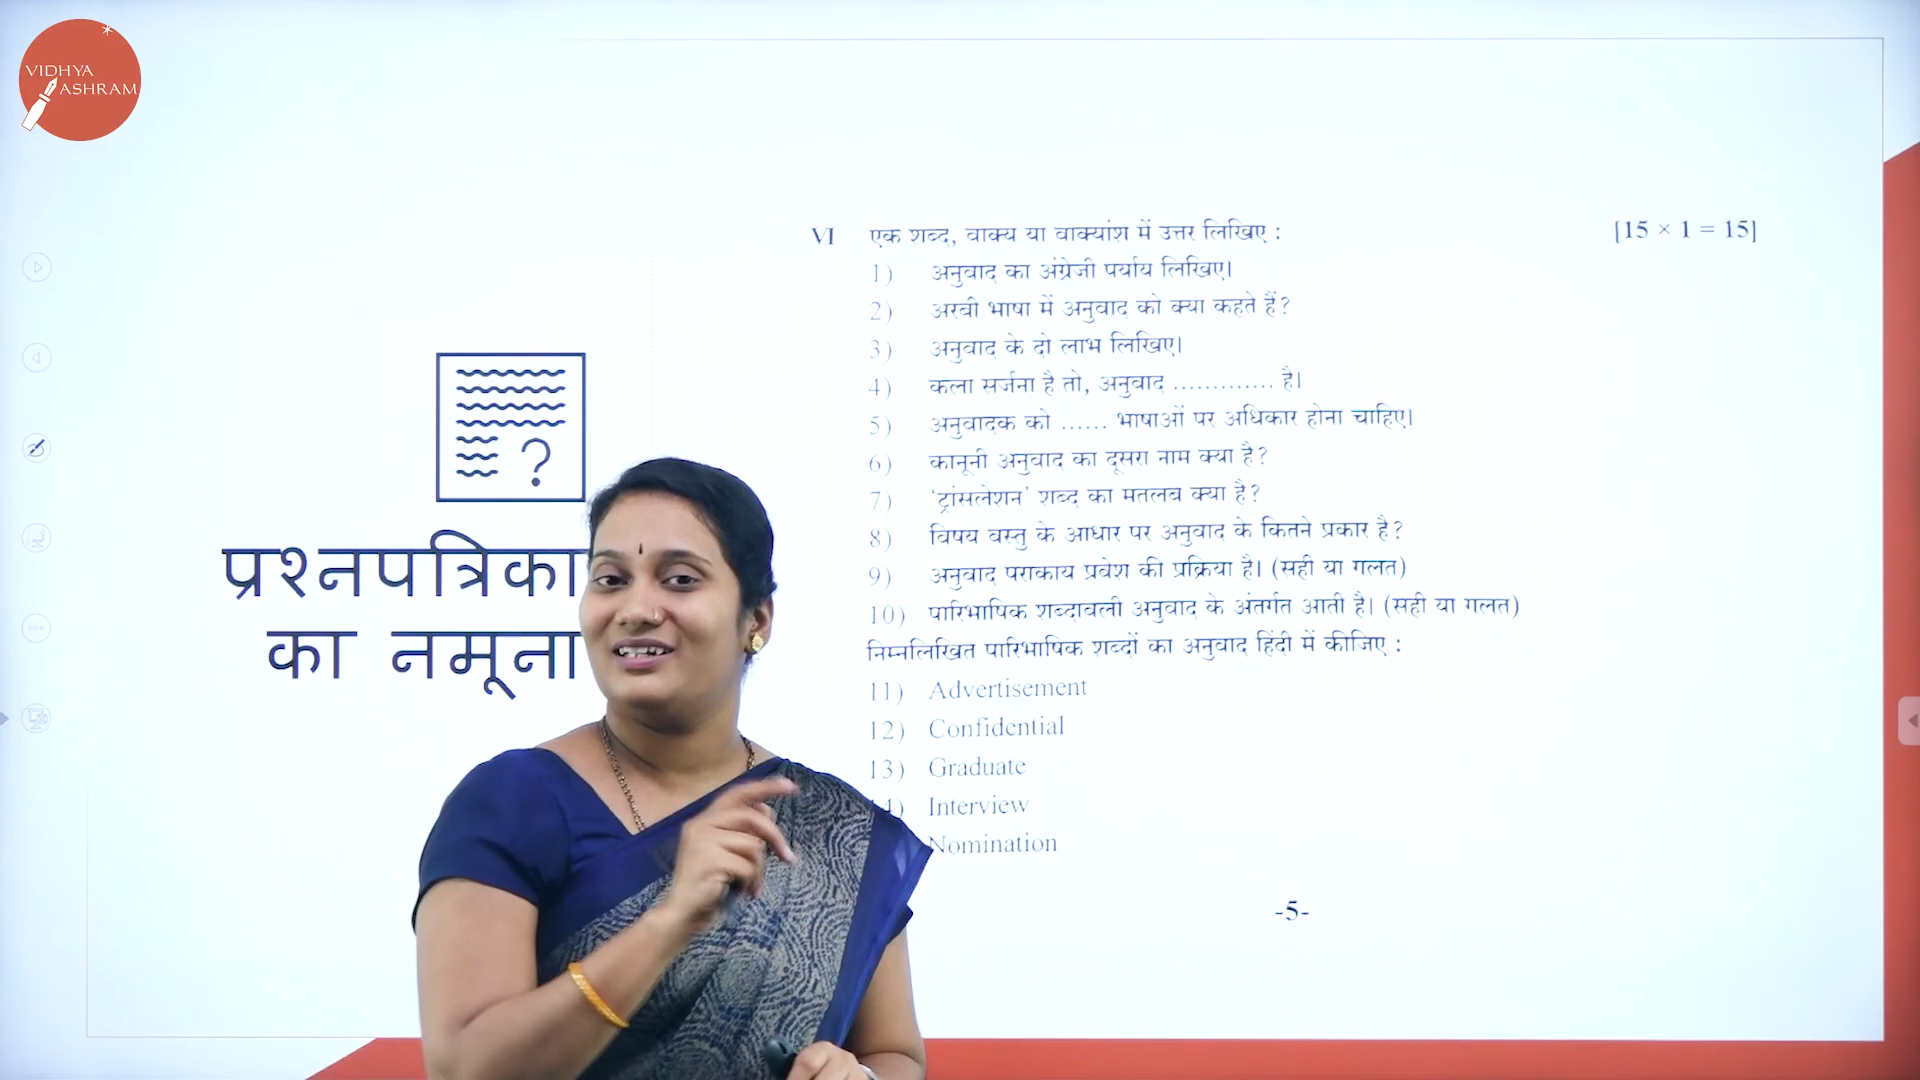 VIDHYA
ASHRAM
प्रश्नपत्रिका
का नमूना
VI एक शब्द, वाक्य या वाक्यांश में उत्तर लिखिए : [15 × 1 = 15]
1) अनुवाद का अंग्रेजी पर्याय लिखिए।
2) अरबी भाषा में अनुवाद को क्या कहते हैं?
3) अनुवाद के दो लाभ लिखिए।
4) कला सर्जना है तो, अनुवाद ............. है।
5) अनुवादक को ...... भाषाओं पर अधिकार होना चाहिए।
6) कानूनी अनुवाद का दूसरा नाम क्या है?
7) 'ट्रांसलेशन' शब्द का मतलब क्या है?
8) विषय वस्तु के आधार पर अनुवाद के कितने प्रकार है?
9) अनुवाद पराकाय प्रवेश की प्रक्रिया है। (सही या गलत)
10) पारिभाषिक शब्दावली अनुवाद के अंतर्गत आती है। (सही या गलत)
निम्नलिखित पारिभाषिक शब्दों का अनुवाद हिंदी में कीजिए :
11) Advertisement
12) Confidential
13) Graduate
14) Interview
Nomination
-5-